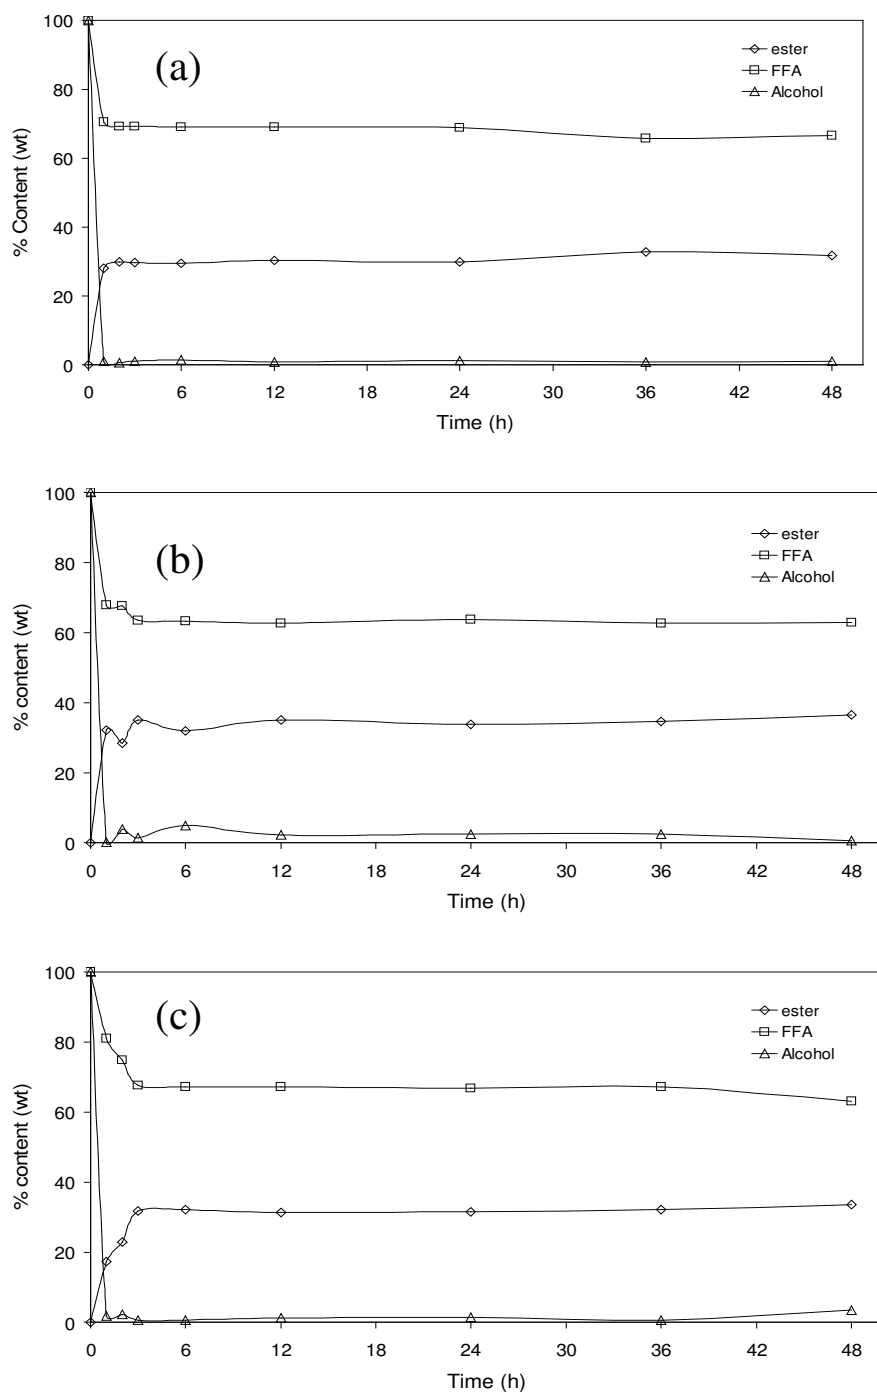 100
80
60
40
20
0
% Content (wt)
(a)
ester
FFA
Alcohol
0 6 12 18 24 30 36 42 48
Time (h)
100
80
60
40
20
0
% content (wt)
(b)
ester
FFA
Alcohol
0 6 12 18 24 30 36 42 48
Time (h)
100
80
60
40
20
0
% content (wt)
(c)
ester
FFA
Alcohol
0 6 12 18 24 30 36 42 48
Time (h)